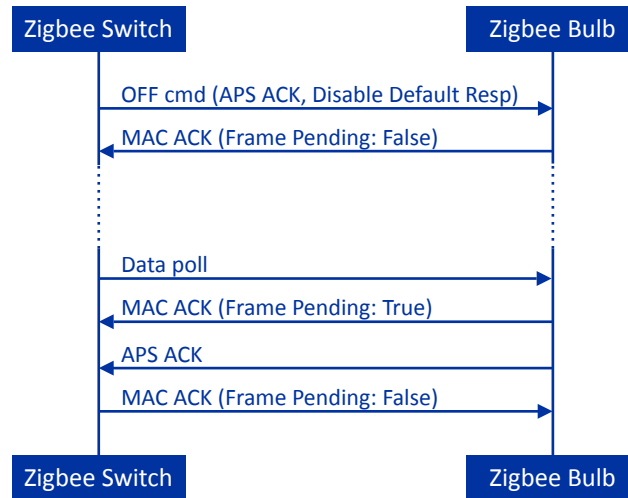 Zigbee Switch
Zigbee Bulb
OFF cmd (APS ACK, Disable Default Resp)
MAC ACK (Frame Pending: False)
Data poll
MAC ACK (Frame Pending: True)
APS ACK
MAC ACK (Frame Pending: False)
Zigbee Switch
Zigbee Bulb